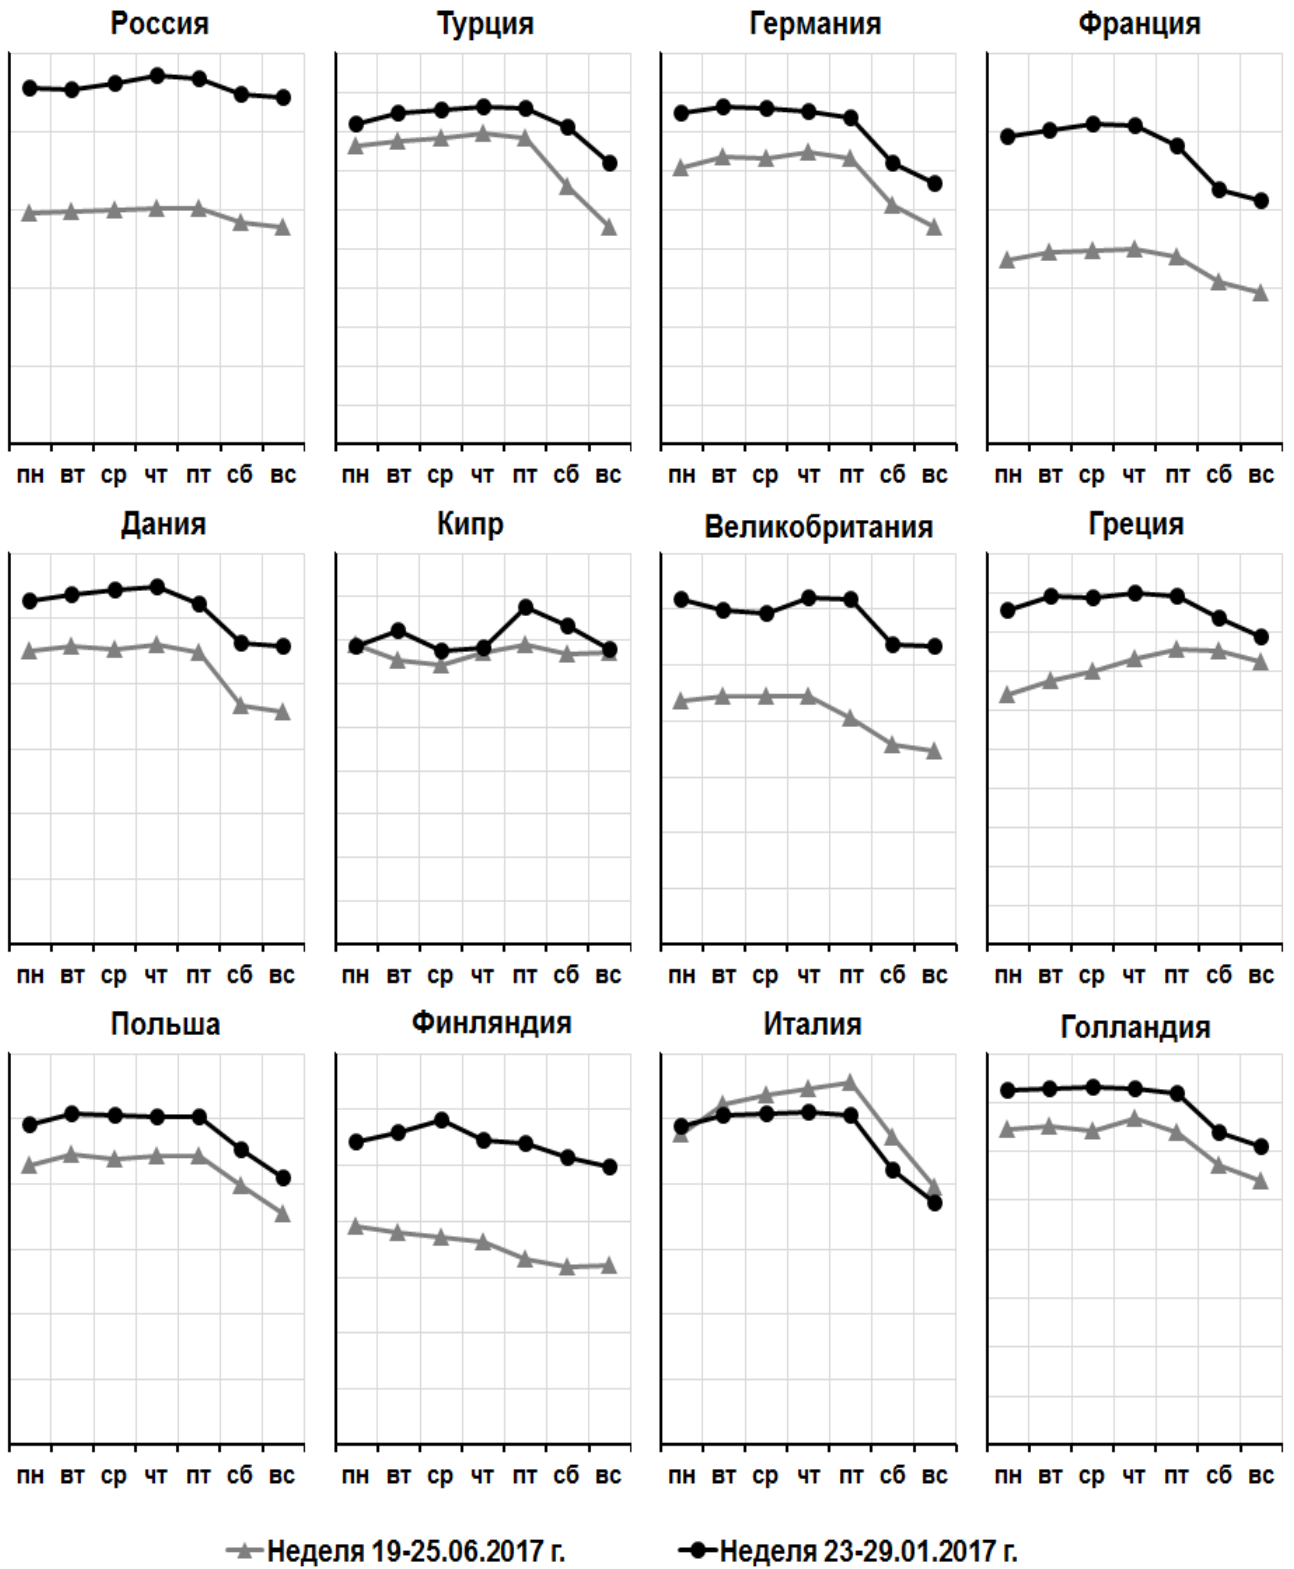 Россия Турция Германия Франция
пн вт ср чт пт сб вс пн вт ср чт пт сб вс пн вт ср чт пт сб вс пн вт ср чт пт сб вс
Дания Кипр Великобритания Греция
пн вт ср чт пт сб вс пн вт ср чт пт сб вс пн вт ср чт пт сб вс пн вт ср чт пт сб вс
Польша Финляндия Италия Голландия
пн вт ср чт пт сб вс пн вт ср чт пт сб вс пн вт ср чт пт сб вс пн вт ср чт пт сб вс
Неделя 19-25.06.2017 г. Неделя 23-29.01.2017 г.